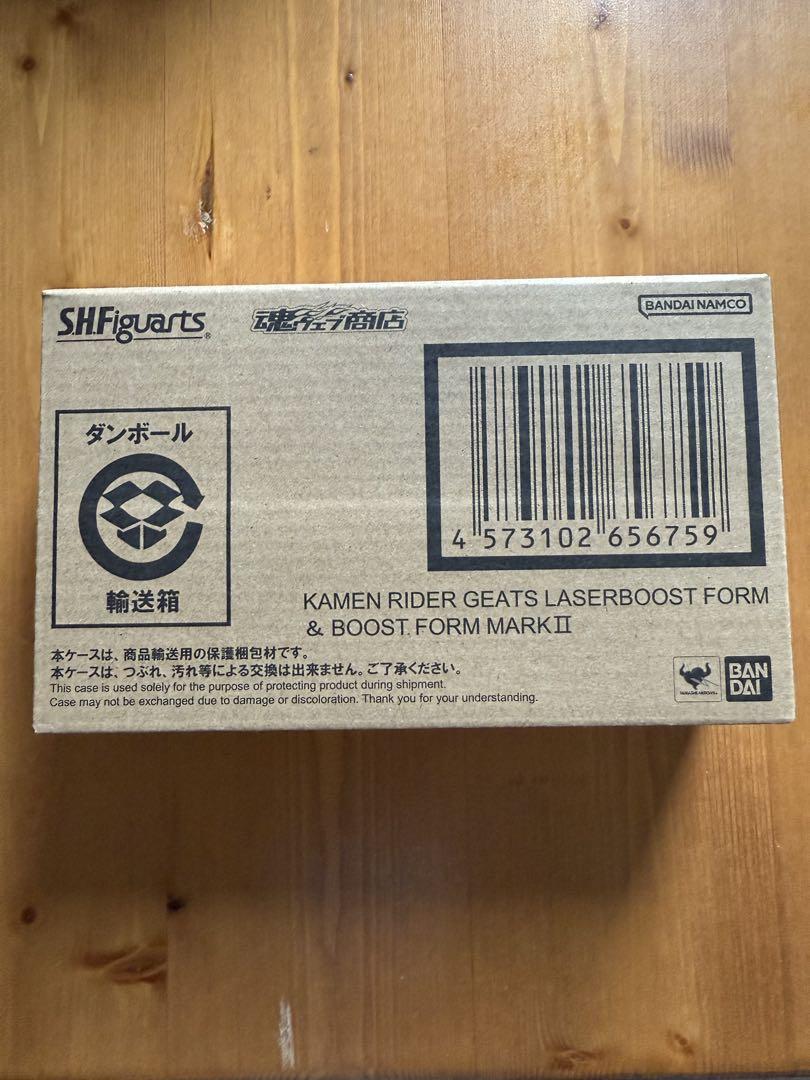 S.H.Figuarts®
魂ウェブ商店
BANDAI NAMCO
ダンボール
輸送箱
4 573102 656759
KAMEN RIDER GEATS LASERBOOST FORM
& BOOST FORM MARKⅡ
本ケースは、商品輸送用の保護梱包材です。
本ケースは、つぶれ、汚れ等による交換は出来ません。ご了承ください。
This case is used solely for the purpose of protecting product during shipment.
Case may not be exchanged due to damage or discoloration. Thank you for your understanding.
BAN
DAI